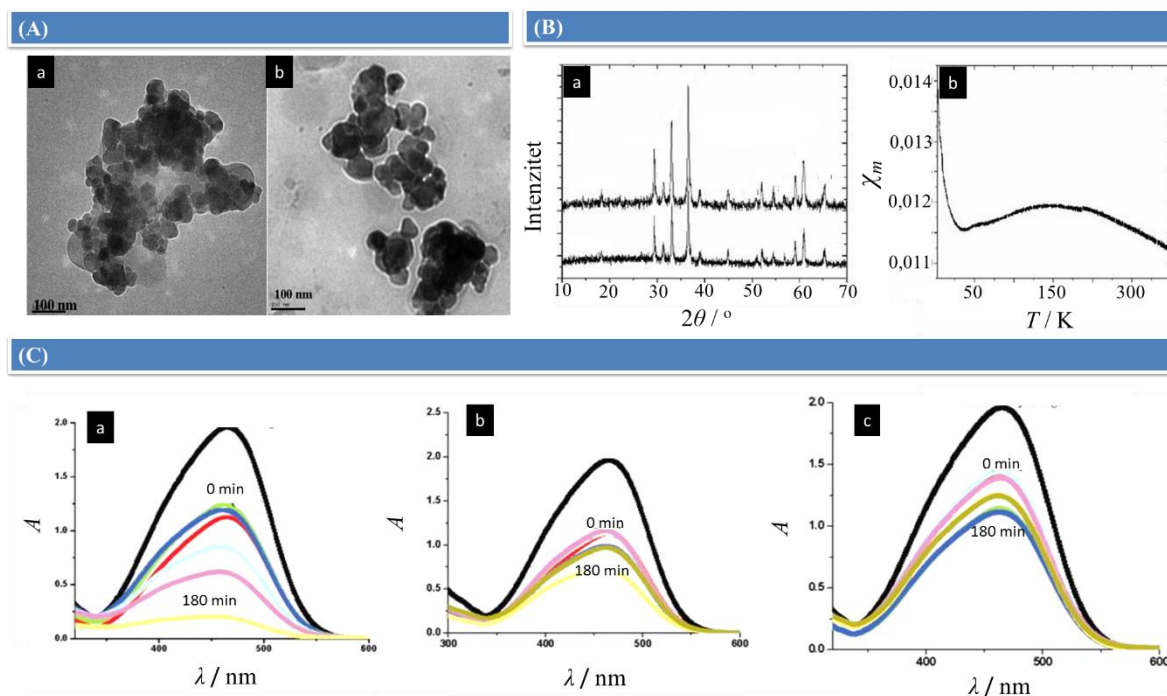 (A)
(B)
a
b
100 nm
100 nm
a
Intenzitet
10 20 30 40 50 60 70
2θ / °
b
0,014
0,013
0,012
0,011
χm
50 150 300
T / K
(C)
a
2.0
1.5
1.0
0.5
0.0
A
0 min
180 min
400 500 600
λ / nm
b
2.5
2.0
1.5
1.0
0.5
0.0
A
0 min
180 min
300 400 500 600
λ / nm
c
2.0
1.5
1.0
0.5
0.0
A
0 min
180 min
400 500 600
λ / nm